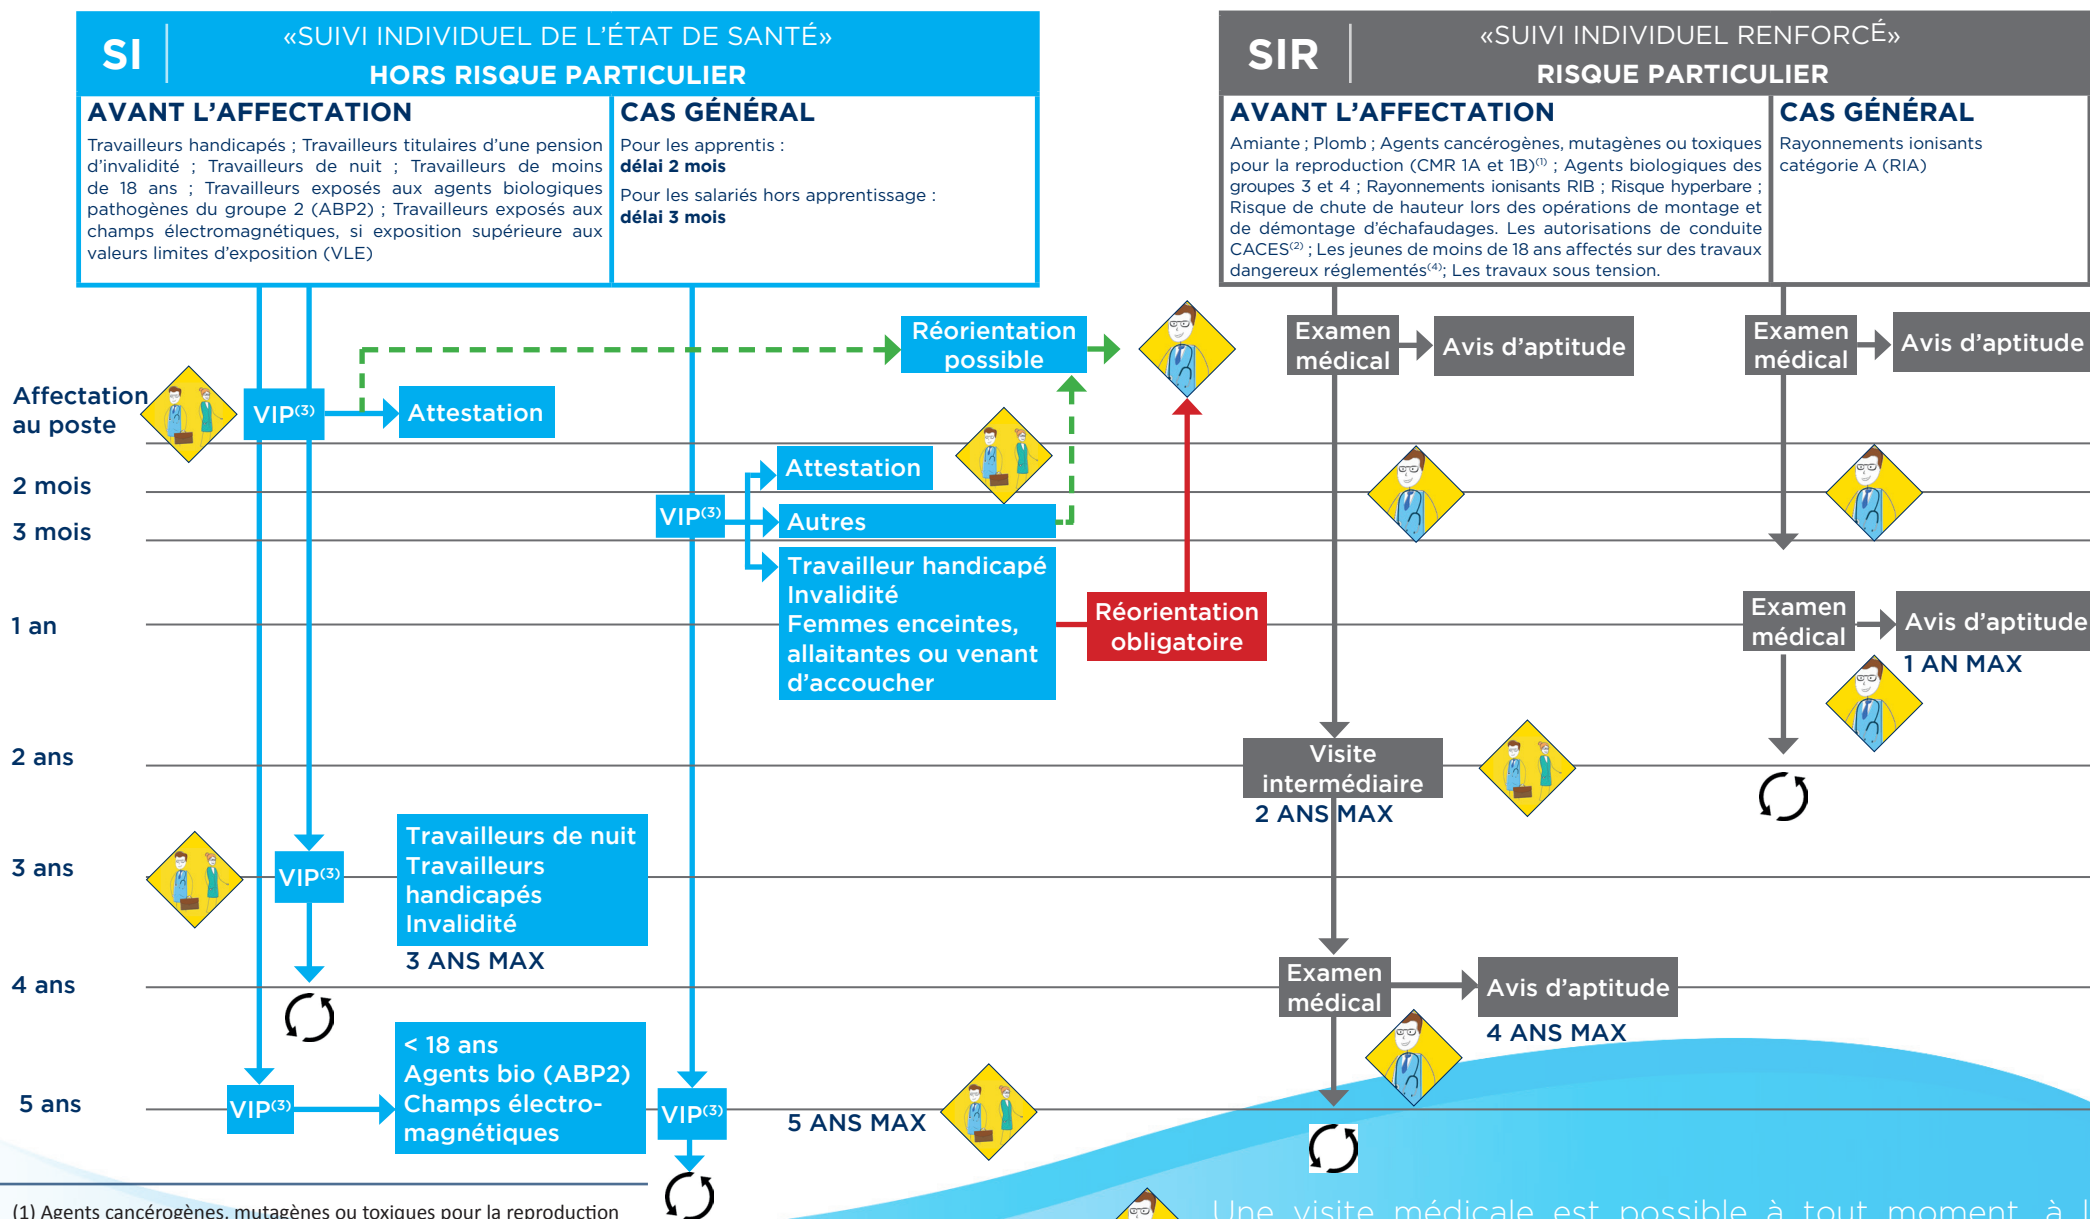 SI
«SUIVI INDIVIDUEL DE L'ÉTAT DE SANTÉ»
HORS RISQUE PARTICULIER
AVANT L'AFFECTATION
Travailleurs handicapés ; Travailleurs titulaires d'une pension
d'invalidité ; Travailleurs de nuit ; Travailleurs de moins
de 18 ans ; Travailleurs exposés aux agents biologiques
pathogènes du groupe 2 (ABP2) ; Travailleurs exposés aux
champs électromagnétiques, si exposition supérieure aux
valeurs limites d'exposition (VLE)
CAS GÉNÉRAL
Pour les apprentis :
délai 2 mois
Pour les salariés hors apprentissage :
délai 3 mois
SIR
«SUIVI INDIVIDUEL RENFORCÉ»
RISQUE PARTICULIER
AVANT L'AFFECTATION
Amiante ; Plomb ; Agents cancérogènes, mutagènes ou toxiques
pour la reproduction (CMR 1A et 1B)(1) ; Agents biologiques des
groupes 3 et 4 ; Rayonnements ionisants RIB ; Risque hyperbare ;
Risque de chute de hauteur lors des opérations de montage et
de démontage d'échafaudages. Les autorisations de conduite
CACES(2) ; Les jeunes de moins de 18 ans affectés sur des travaux
dangereux réglementés(4); Les travaux sous tension.
CAS GÉNÉRAL
Rayonnements ionisants
catégorie A (RIA)
Réorientation
possible
Examen
médical
Avis d'aptitude
Examen
médical
Avis d'aptitude
Affectation
au poste
VIP(3)
Attestation
2 mois
3 mois
VIP(3)
Attestation
Autres
Travailleur handicapé
Invalidité
Femmes enceintes,
allaitantes ou venant
d'accoucher
Réorientation
obligatoire
1 an
Examen
médical
Avis d'aptitude
1 AN MAX
2 ans
Visite
intermédiaire
2 ANS MAX
3 ans
VIP(3)
Travailleurs de nuit
Travailleurs
handicapés
Invalidité
3 ANS MAX
4 ans
Examen
médical
Avis d'aptitude
4 ANS MAX
5 ans
VIP(3)
< 18 ans
Agents bio (ABP2)
Champs électro-
magnétiques
VIP(3)
5 ANS MAX
(1) Agents cancérogènes, mutagènes ou toxiques pour la reproduction
Une visite médicale est possible à tout moment, à l